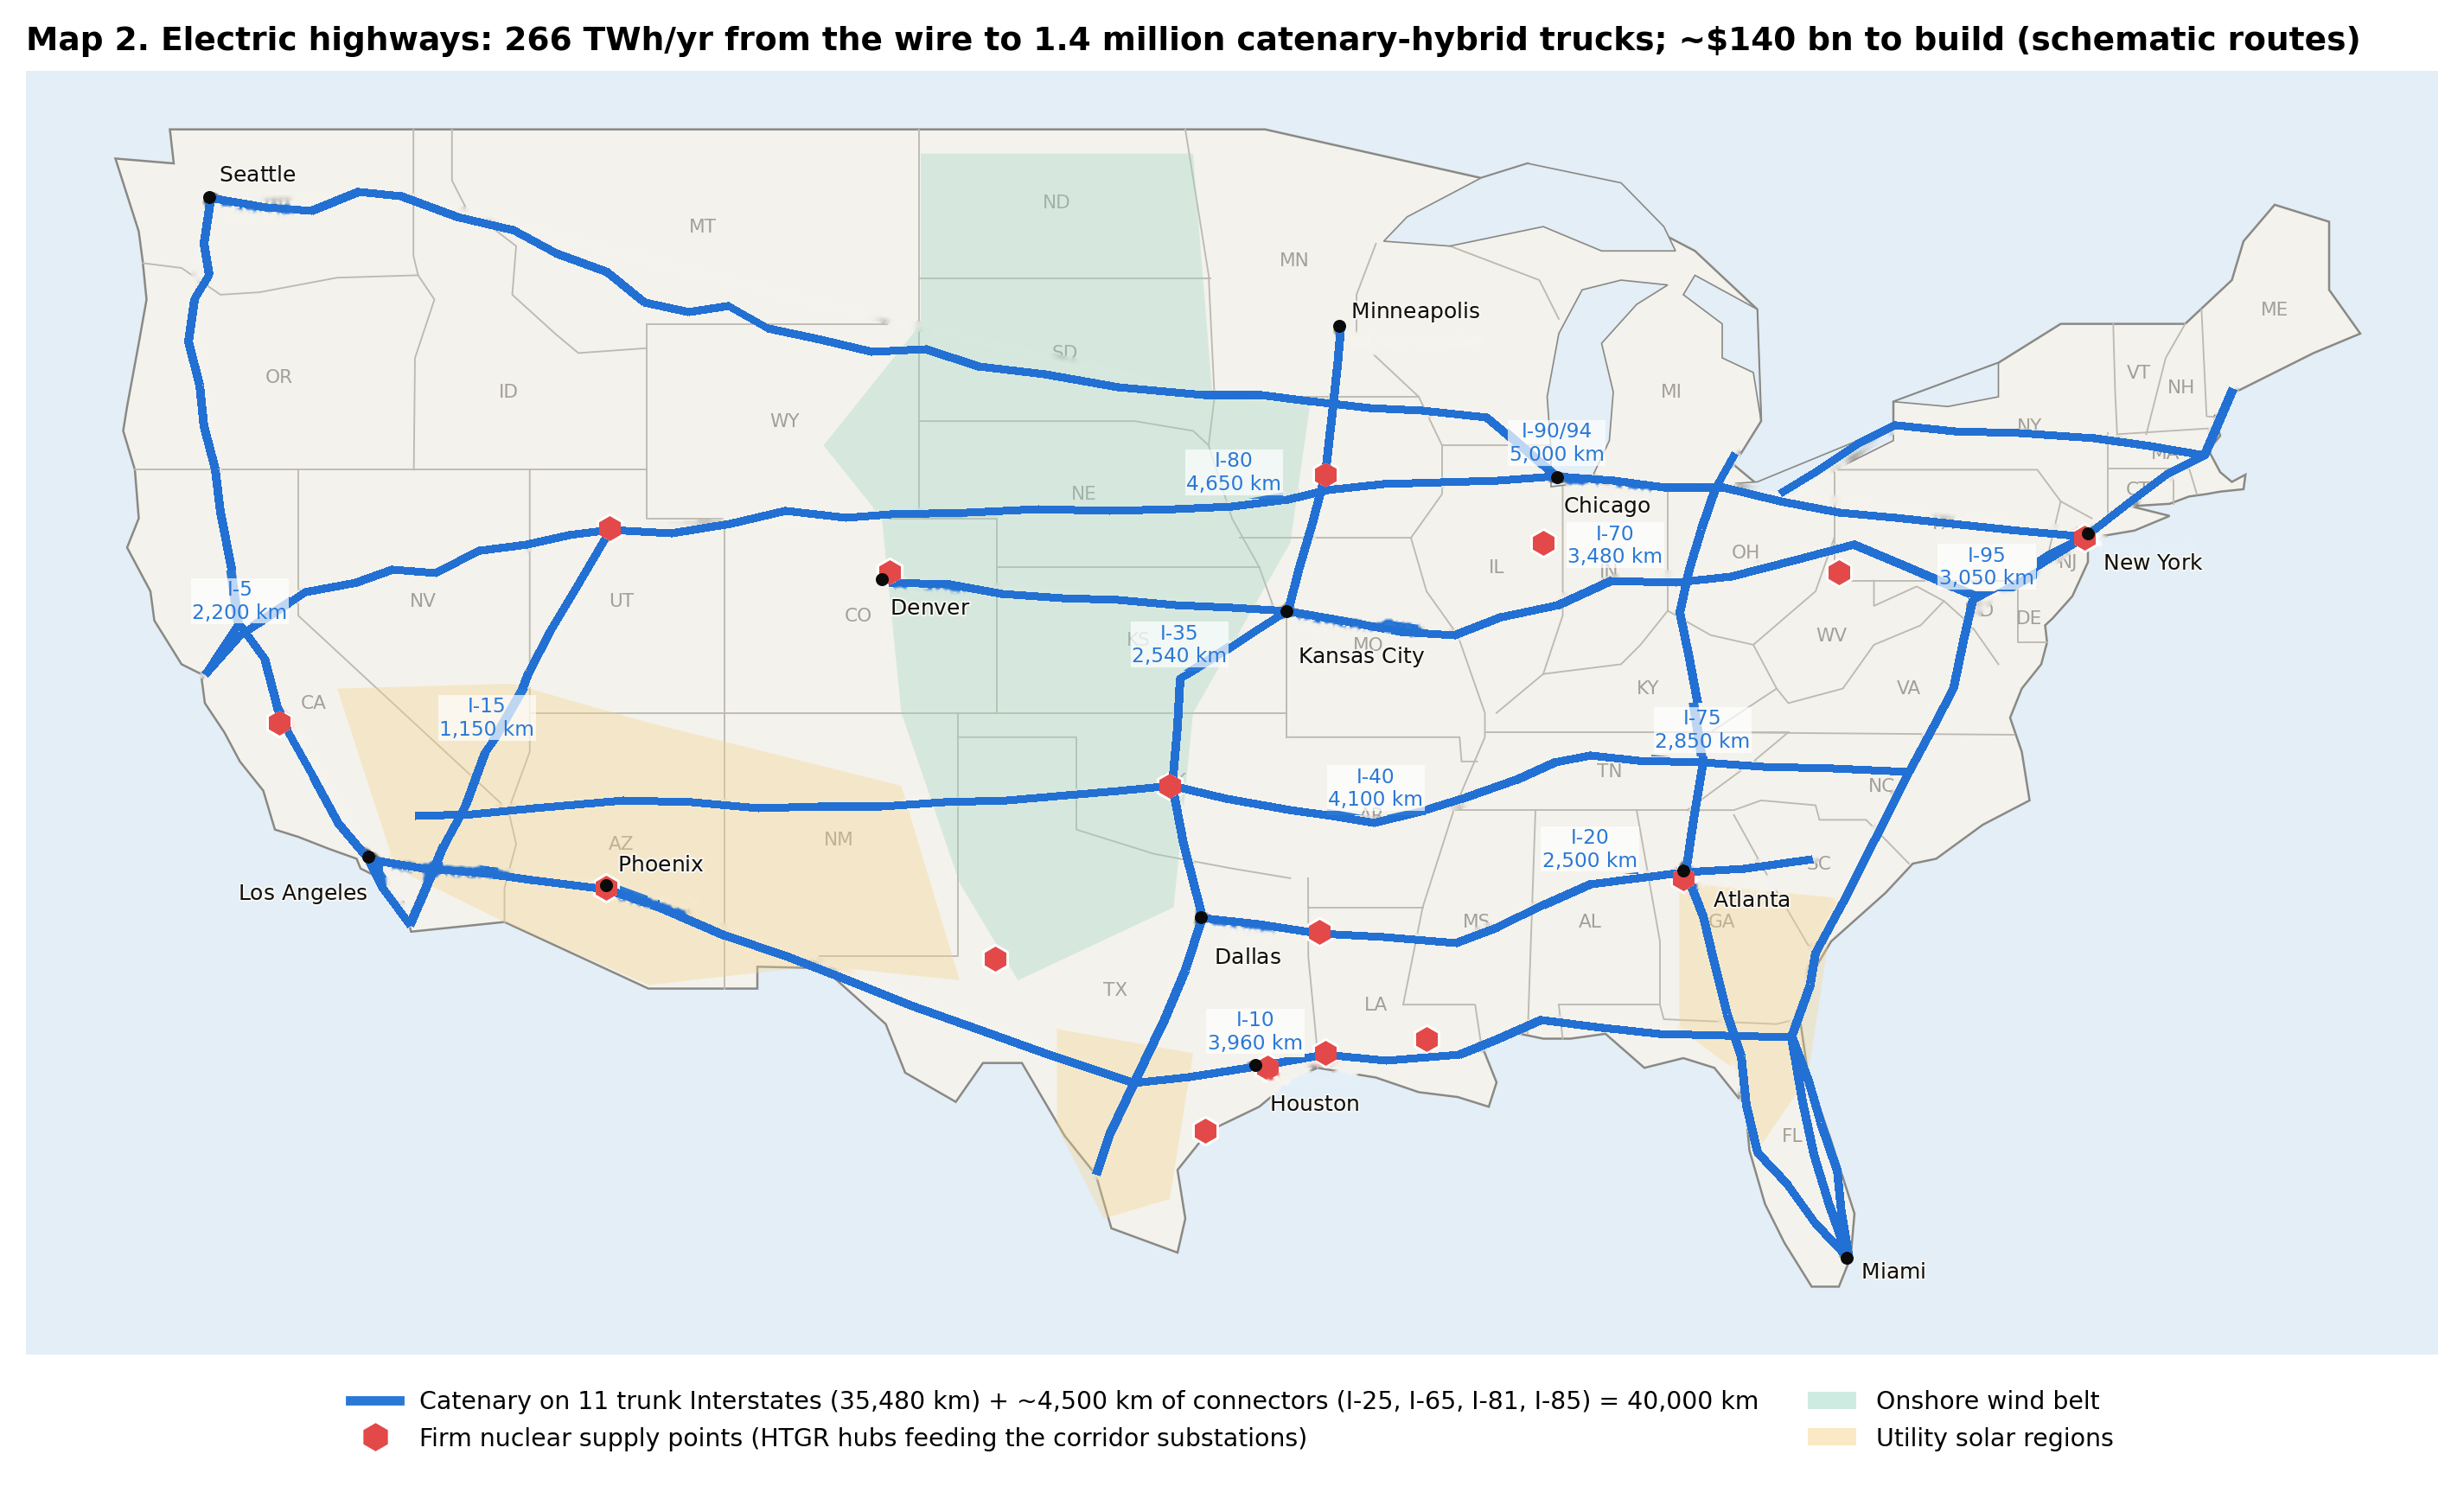 Map 2. Electric highways: 266 TWh/yr from the wire to 1.4 million catenary-hybrid trucks; ~$140 bn to build (schematic routes)
Seattle
MT
ND
MN
ME
Minneapolis
OR
ID
WY
SD
MI
VT
NH
NY
MA
I-90/94
5,000 km
I-80
4,650 km
NE
Chicago
CT
I-70
3,480 km
OH
I-95
3,050 km
NJ
New York
IL
IN
I-5
2,200 km
NV
UT
CO
Denver
KS
I-35
2,540 km
MO
Kansas City
WV
DE
CA
KY
VA
I-15
1,150 km
I-75
2,850 km
TN
NC
I-40
4,100 km
AR
AZ
NM
Phoenix
Los Angeles
I-20
2,500 km
SC
Atlanta
GA
MS
AL
Dallas
TX
LA
I-10
3,960 km
Houston
FL
Miami
Catenary on 11 trunk Interstates (35,480 km) + ~4,500 km of connectors (I-25, I-65, I-81, I-85) = 40,000 km
Firm nuclear supply points (HTGR hubs feeding the corridor substations)
Onshore wind belt
Utility solar regions